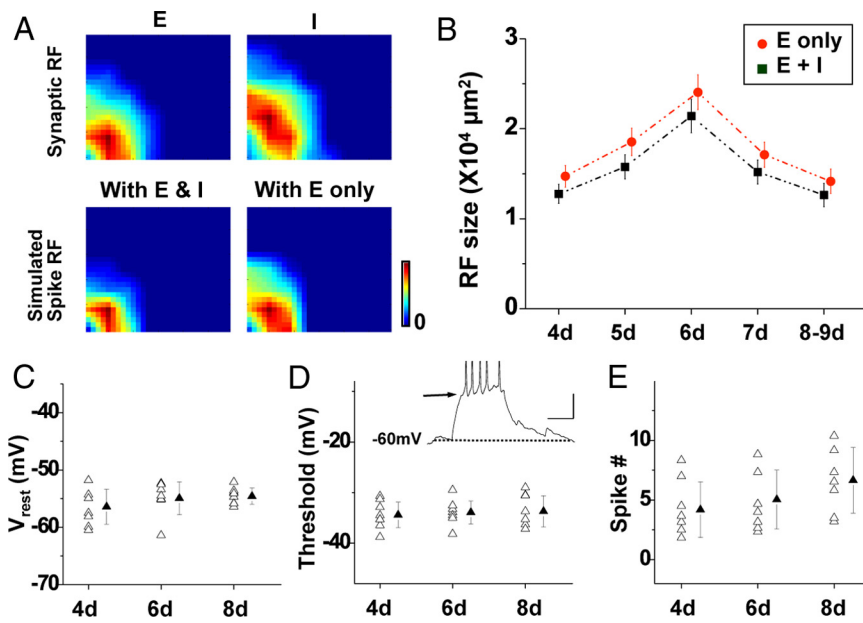 A
E
I
Synaptic RF
With E & I
With E only
Simulated
Spike RF
0
B
3
2
1
0
RF size (X10⁴ µm²)
E only
E + I
4d
5d
6d
7d
8-9d
C
-40
-50
-60
-70
Vrest (mV)
4d
6d
8d
D
-20
-40
Threshold (mV)
-60mV
4d
6d
8d
E
10
5
0
Spike #
4d
6d
8d